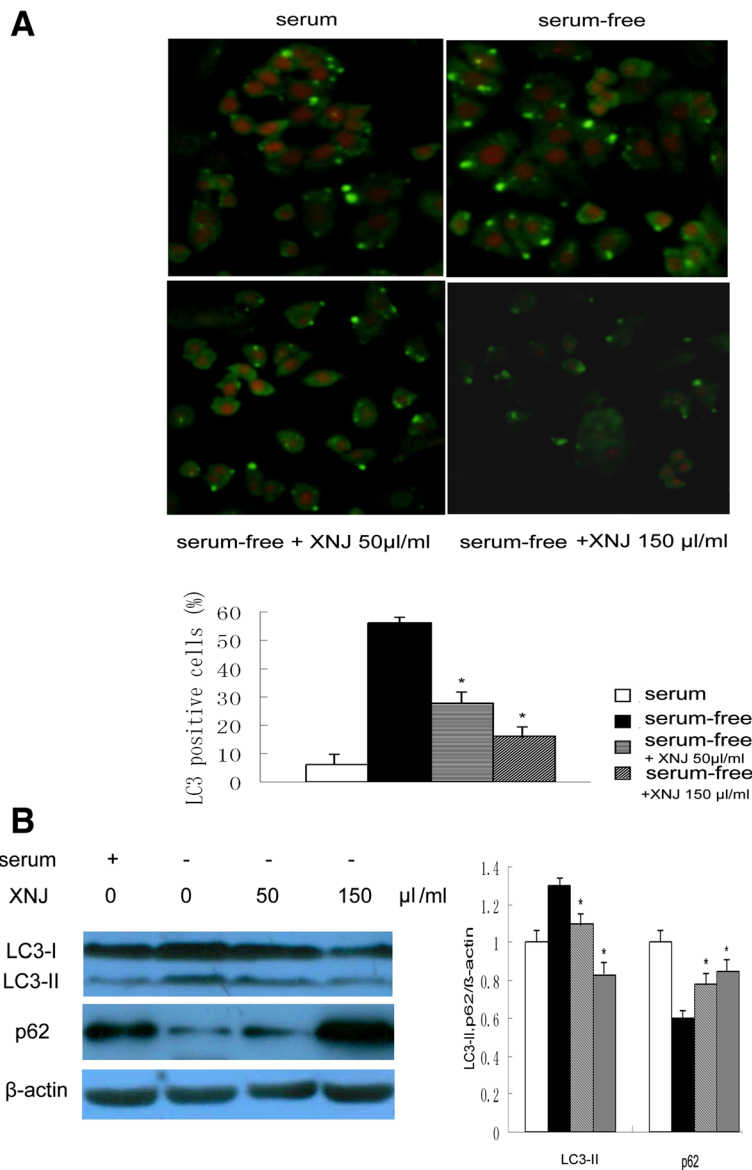 A
serum serum-free
serum-free + XNJ 50µl/ml serum-free +XNJ 150 µl/ml
LC3 positive cells (%)
60
50
40
30
20
10
0
*
*
serum
serum-free
serum-free
+ XNJ 50µl/ml
serum-free
+XNJ 150 µl/ml
B
serum + - - -
XNJ 0 0 50 150 µl/ml
LC3-I
LC3-II
p62
β-actin
LC3-II.p62/ß-actin
1.4
1.2
1
0.8
0.6
0.4
0.2
0
*
*
*
*
LC3-II p62